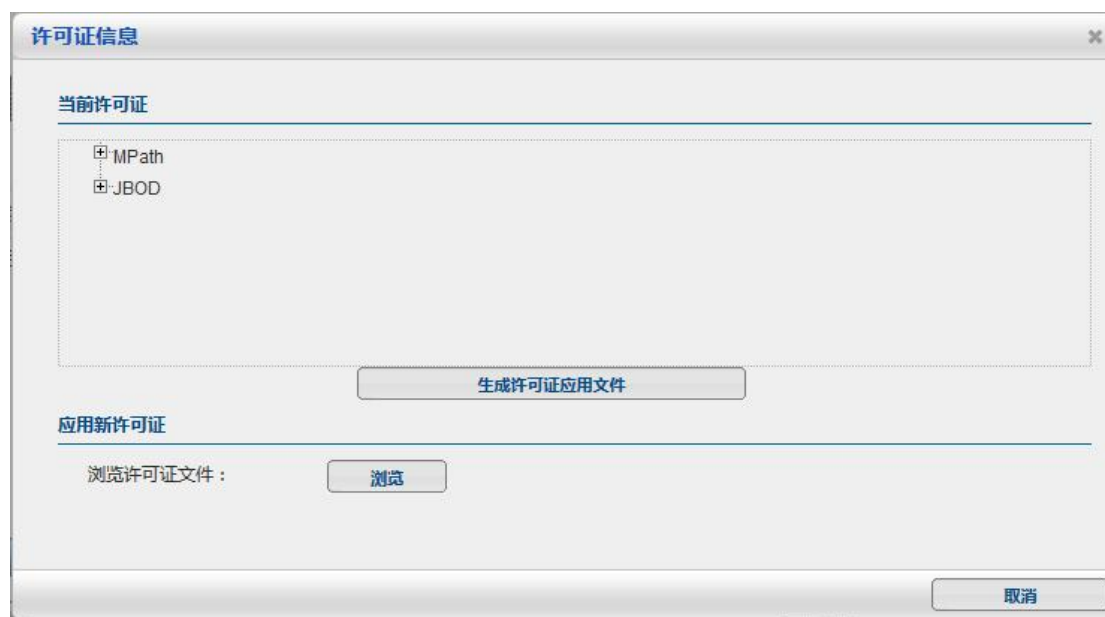 许可证信息
当前许可证
MPath
JBOD
生成许可证应用文件
应用新许可证
浏览许可证文件：
浏览
取消